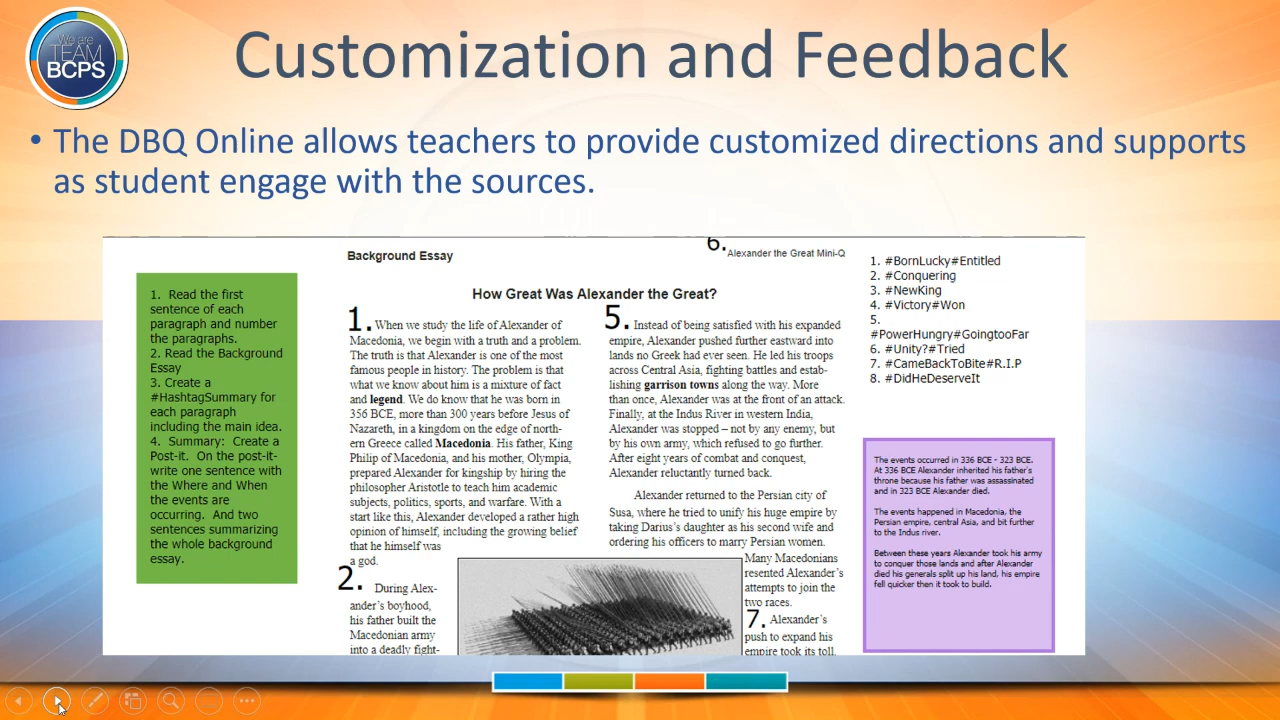 We are
TEAM
BCPS
Customization and Feedback
• The DBQ Online allows teachers to provide customized directions and supports
as student engage with the sources.
1. Read the first
sentence of each
paragraph and number
the paragraphs.
2. Read the Background
Essay
3. Create a
#HashtagSummary for
each paragraph
including the main idea.
4. Summary: Create a
Post-it. On the post-it-
write one sentence with
the Where and When
the events are
occurring. And two
sentences summarizing
the whole background
essay.
Background Essay
6.
Alexander the Great Mini-Q
How Great Was Alexander the Great?
1. When we study the life of Alexander of
Macedonia, we begin with a truth and a problem.
The truth is that Alexander is one of the most
famous people in history. The problem is that
what we know about him is a mixture of fact
and legend. We do know that he was born in
356 BCE, more than 300 years before Jesus of
Nazareth, in a kingdom on the edge of north-
ern Greece called Macedonia. His father, King
Philip of Macedonia, and his mother, Olympia,
prepared Alexander for kingship by hiring the
philosopher Aristotle to teach him academic
subjects, politics, sports, and warfare. With a
start like this, Alexander developed a rather high
opinion of himself, including the growing belief
that he himself was
a god.
2. During Alex-
ander's boyhood,
his father built the
Macedonian army
into a deadly fight-
5. Instead of being satisfied with his expanded
empire, Alexander pushed further eastward into
lands no Greek had ever seen. He led his troops
across Central Asia, fighting battles and estab-
lishing garrison towns along the way. More
than once, Alexander was at the front of an attack.
Finally, at the Indus River in western India,
Alexander was stopped – not by any enemy, but
by his own army, which refused to go further.
After eight years of combat and conquest,
Alexander reluctantly turned back.
Alexander returned to the Persian city of
Susa, where he tried to unify his huge empire by
taking Darius's daughter as his second wife and
ordering his officers to marry Persian women.
Many Macedonians
resented Alexander's
attempts to join the
two races.
7. Alexander's
push to expand his
empire took its toll.
1. #BornLucky#Entitled
2. #Conquering
3. #NewKing
4. #Victory#Won
5.
#PowerHungry#GoingtooFar
6. #Unity?#Tried
7. #CameBackToBite#R.I.P
8. #DidHeDeserveIt
The events occurred in 336 BCE - 323 BCE.
At 336 BCE Alexander inherited his father's
throne because his father was assassinated
and in 323 BCE Alexander died.
The events happened in Macedonia, the
Persian empire, central Asia, and bit further
to the Indus river.
Between these years Alexander took his army
to conquer those lands and after Alexander
died his generals split up his land, his empire
fell quicker then it took to build.